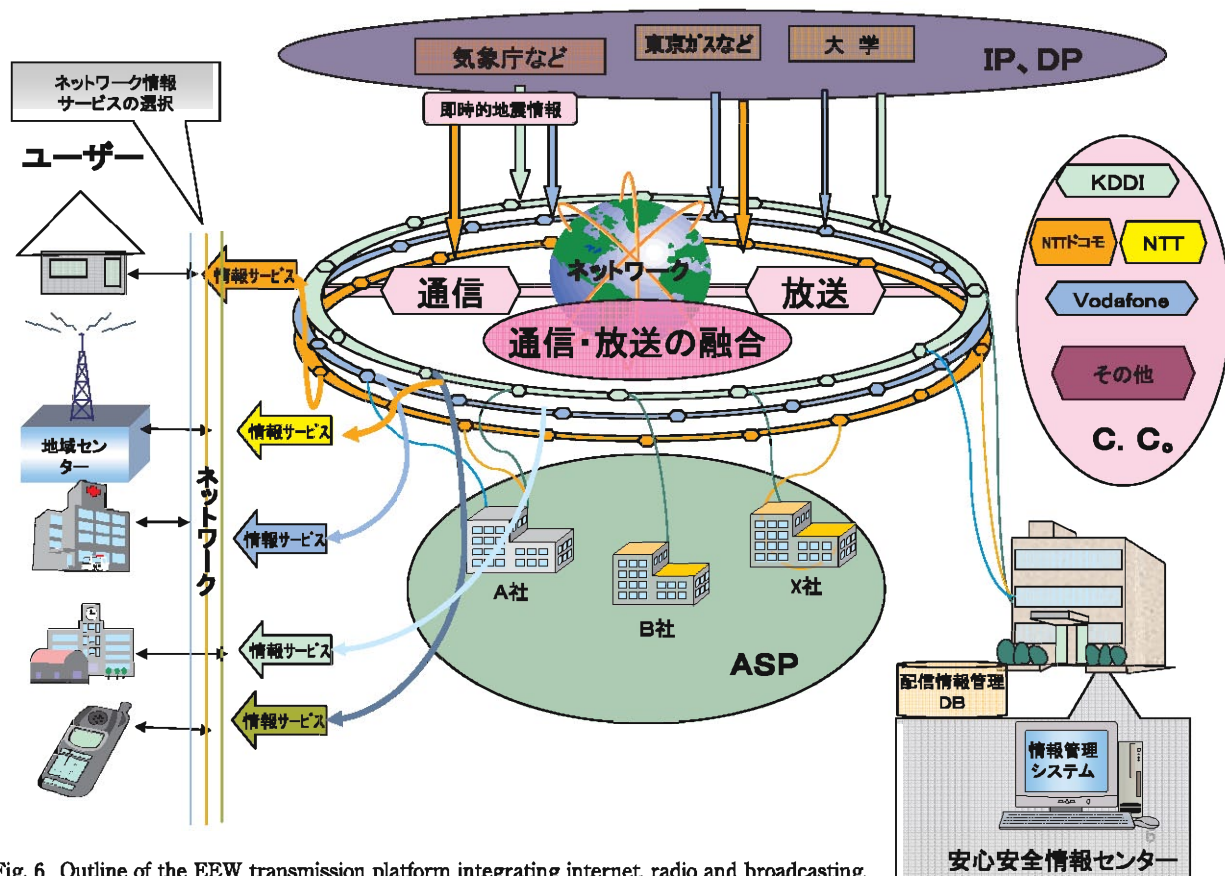 気象庁など
東京ガスなど
大 学
IP、DP
即時的地震情報
ネットワーク情報
サービスの選択
ユーザー
KDDI
NTTドコモ
NTT
Vodafone
その他
C. C。
ネットワーク
通信
放送
通信・放送の融合
情報サービス
情報サービス
情報サービス
情報サービス
情報サービス
地域セン
ター
ネットワーク
A社
B社
X社
ASP
配信情報管理
DB
情報管理
システム
安心安全情報センター
Fig. 6 Outline of the EEW transmission platform integrating internet, radio and broadcasting.